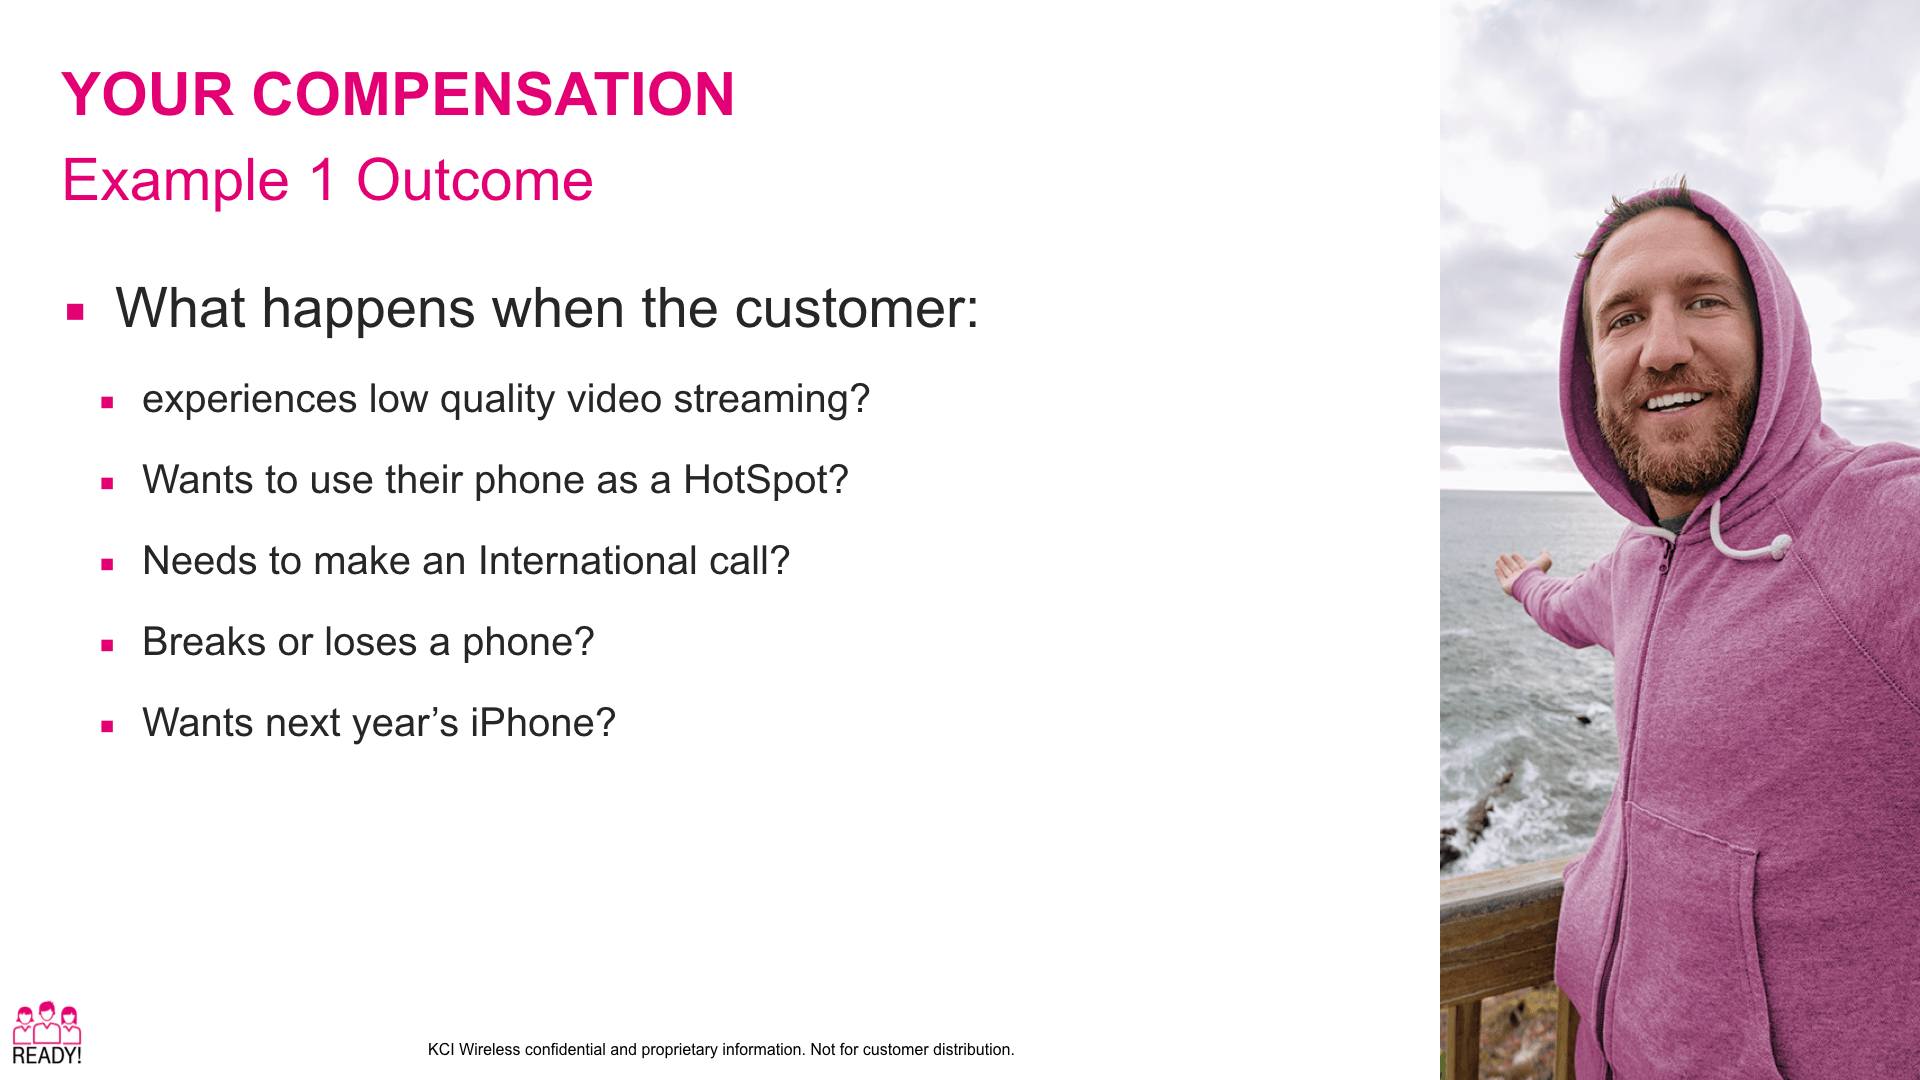 YOUR COMPENSATION
Example 1 Outcome
What happens when the customer:
experiences low quality video streaming?
Wants to use their phone as a HotSpot?
Needs to make an International call?
Breaks or loses a phone?
Wants next year’s iPhone?
READY!
KCI Wireless confidential and proprietary information. Not for customer distribution.